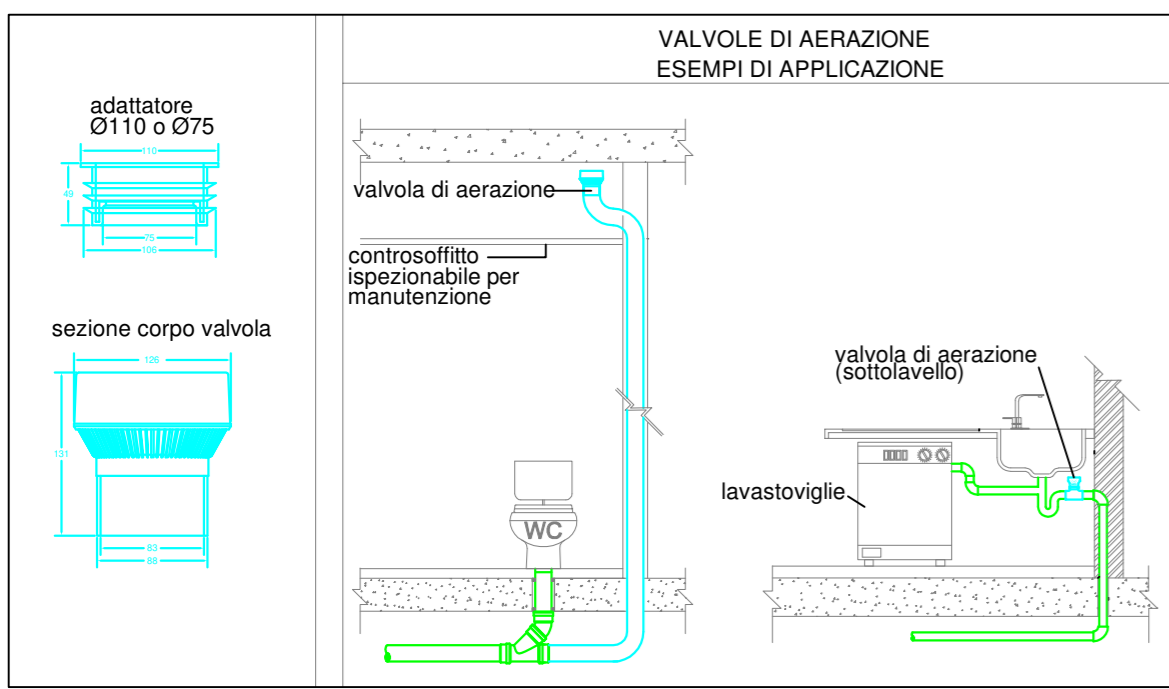 VALVOLE DI AERAZIONE
ESEMPI DI APPLICAZIONE
adattatore
Ø110 o Ø75
110
49
75
106
sezione corpo valvola
126
131
83
88
valvola di aerazione
controsoffitto
ispezionabile per
manutenzione
WC
valvola di aerazione
(sottolavello)
lavastoviglie